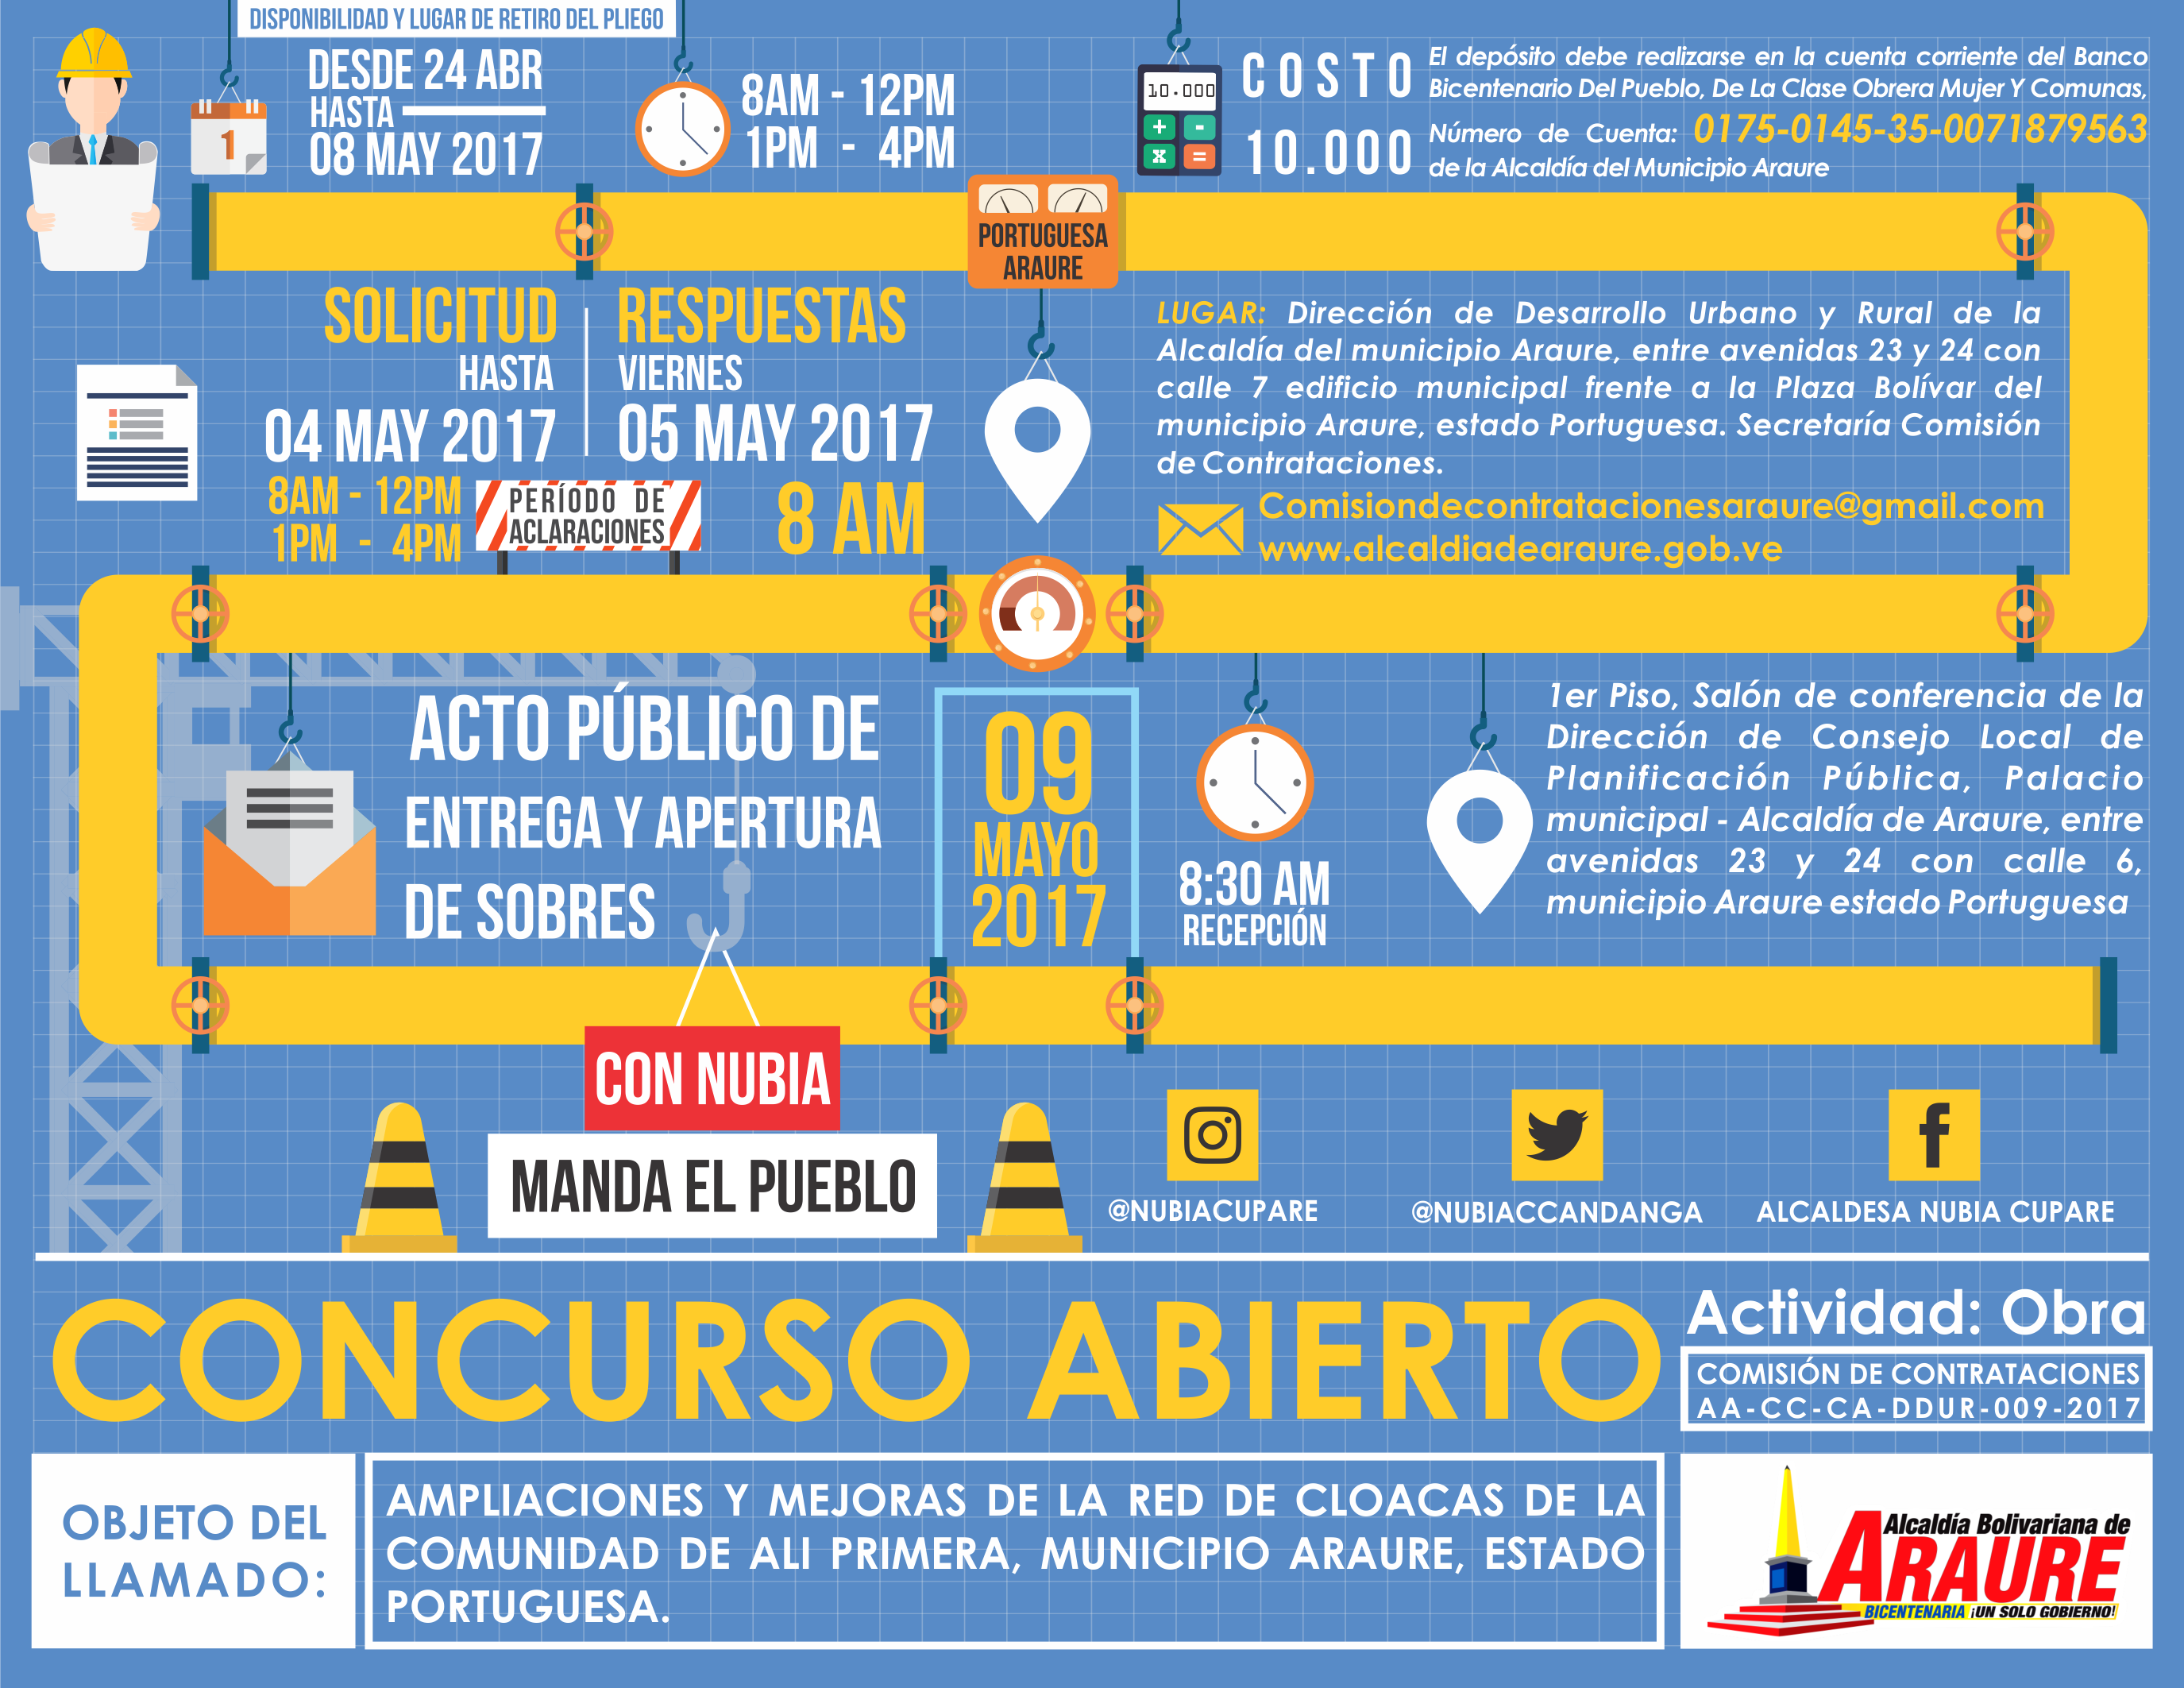 DISPONIBILIDAD Y LUGAR DE RETIRO DEL PLIEGO
DESDE 24 ABR
HASTA
08 MAY 2017
1
8AM - 12PM
1PM - 4PM
10.000
COSTO
10.000
El depósito debe realizarse en la cuenta corriente del Banco
Bicentenario Del Pueblo, De La Clase Obrera Mujer Y Comunas,
Número de Cuenta: 0175-0145-35-0071879563
de la Alcaldía del Municipio Araure
PORTUGUESA
ARAURE
SOLICITUD
HASTA
04 MAY 2017
8AM - 12PM
1PM - 4PM
RESPUESTAS
VIERNES
05 MAY 2017
8 AM
PERÍODO DE
ACLARACIONES
LUGAR: Dirección de Desarrollo Urbano y Rural de la
Alcaldía del municipio Araure, entre avenidas 23 y 24 con
calle 7 edificio municipal frente a la Plaza Bolívar del
municipio Araure, estado Portuguesa. Secretaría Comisión
de Contrataciones.
Comisiondecontratacionesaraure@gmail.com
www.alcaldiadearaure.gob.ve
ACTO PÚBLICO DE
ENTREGA Y APERTURA
DE SOBRES
09
MAYO
2017
8:30 AM
RECEPCIÓN
1er Piso, Salón de conferencia de la
Dirección de Consejo Local de
Planificación Pública, Palacio
municipal - Alcaldía de Araure, entre
avenidas 23 y 24 con calle 6,
municipio Araure estado Portuguesa
CON NUBIA
MANDA EL PUEBLO
@NUBIACUPARE
@NUBIACCANDANGA
ALCALDESA NUBIA CUPARE
CONCURSO ABIERTO
Actividad: Obra
COMISIÓN DE CONTRATACIONES
AA-CC-CA-DDUR-009-2017
OBJETO DEL
LLAMADO:
AMPLIACIONES Y MEJORAS DE LA RED DE CLOACAS DE LA
COMUNIDAD DE ALI PRIMERA, MUNICIPIO ARAURE, ESTADO
PORTUGUESA.
Alcaldía Bolivariana de
ARAURE
BICENTENARIA ¡UN SOLO GOBIERNO!